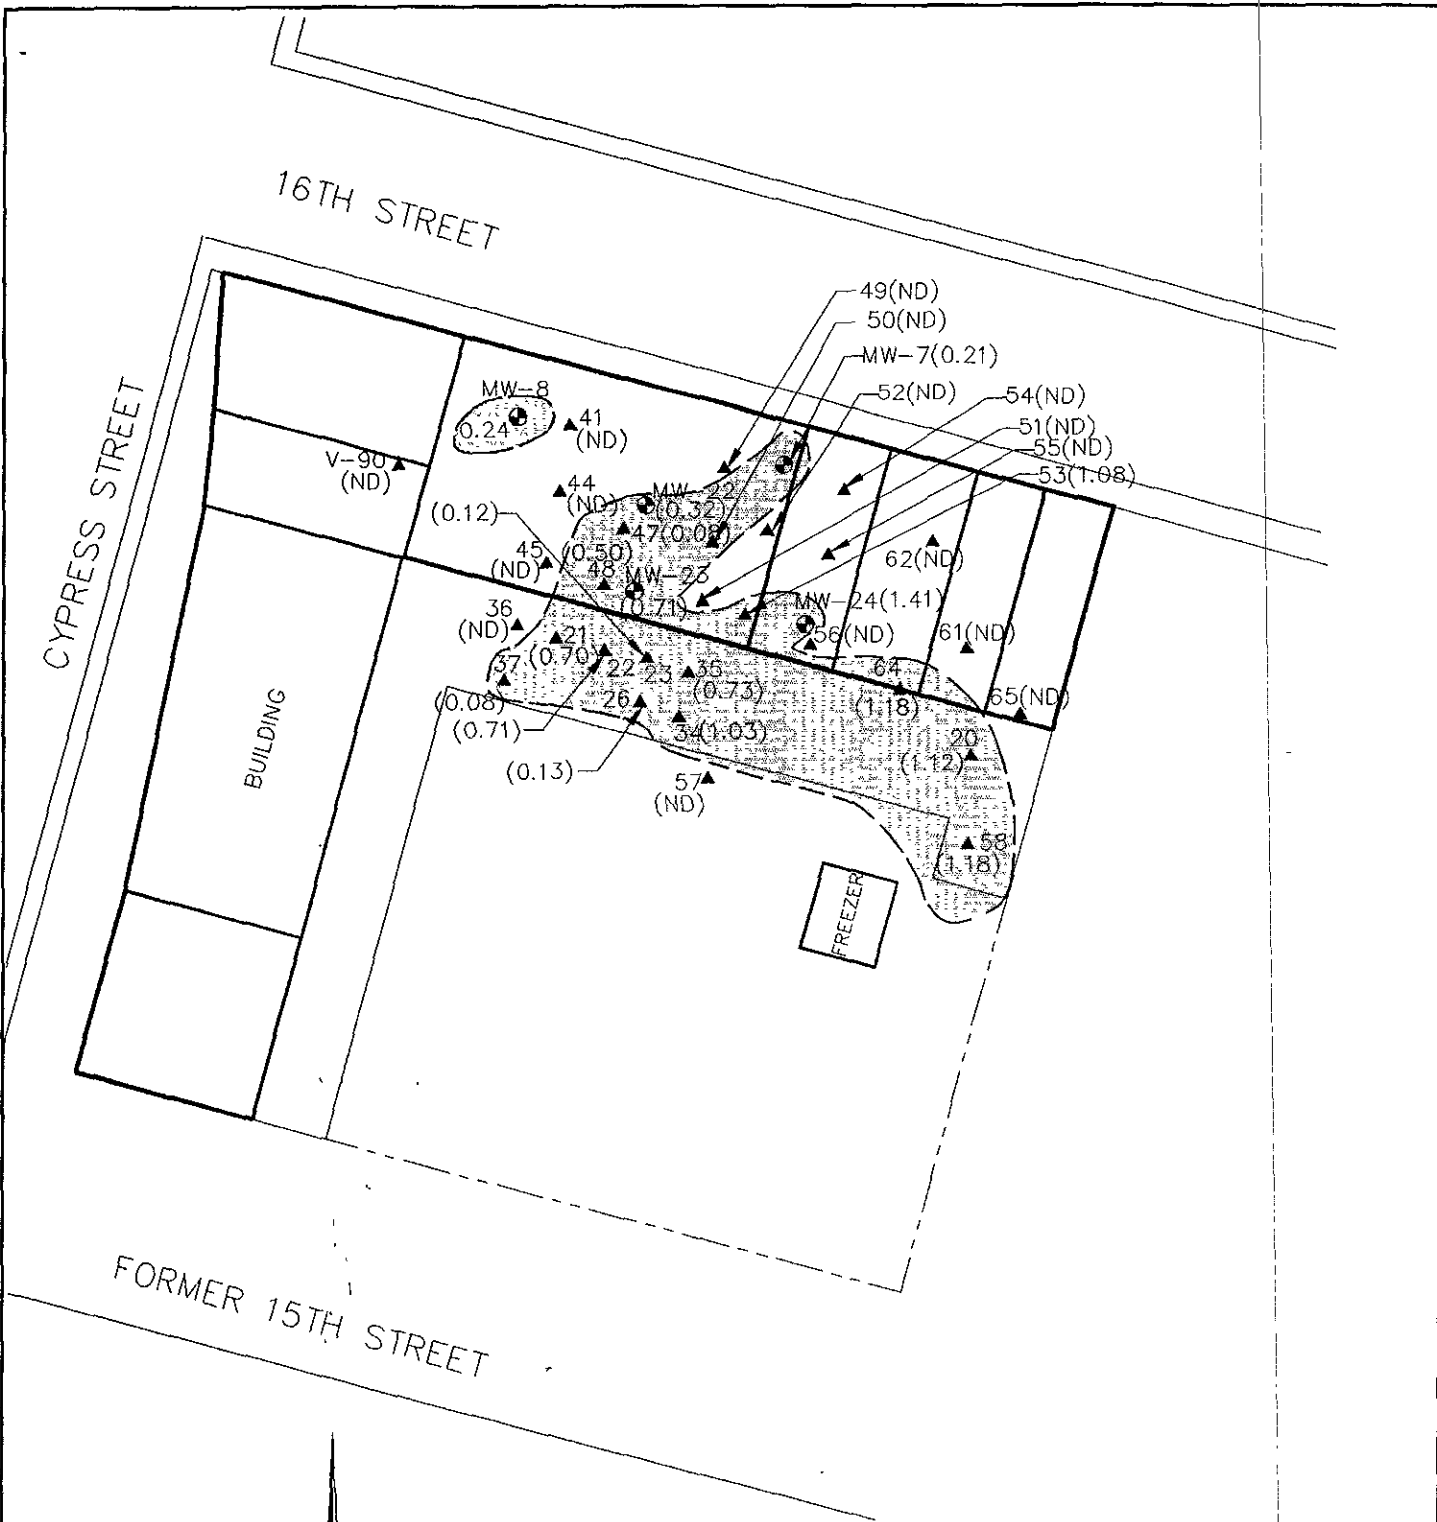 16TH STREET
CYPRESS STREET
49(ND)
50(ND)
MW-7(0.21)
52(ND)
54(ND)
51(ND)
55(ND)
53(1.08)
MW-8
0.24
41
(ND)
V-90
(ND)
44
(ND)
MW-22
(0.32)
(0.12)
47(0.08)
45
(ND)
(0.50)
48
MW-23
(0.71)
62(ND)
MW-24(1.41)
56(ND)
61(ND)
36
(ND)
21
(0.70)
22
23
35
(0.73)
37
(0.08)
26
64
(1.18)
65(ND)
(0.71)
34(1.03)
20
(1.12)
(0.13)
57
(ND)
58
(1.18)
BUILDING
FREEZER
FORMER 15TH STREET